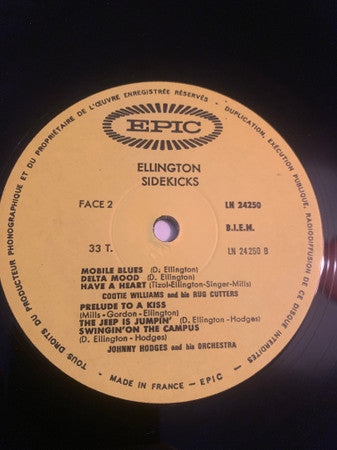 TOUS DROITS DU PRODUCTEUR PHONOGRAPHIQUE ET DU PROPRIÉTAIRE DE L'ŒUVRE ENREGISTRÉE RÉSERVÉS - DUPLICATION, EXÉCUTION PUBLIQUE, RADIODIFFUSION DE CE DISQUE INTERDITES
EPIC
ELLINGTON
SIDEKICKS
FACE 2
LN 24250
B.I.E.M.
33 T.
LN 24250 B
MOBILE BLUES (D. Ellington)
DELTA MOOD (D. Ellington)
HAVE A HEART (Tizol-Ellington-Singer-Mills)
COOTIE WILLIAMS and his RUG CUTTERS
PRELUDE TO A KISS
(Mills - Gordon - Ellington)
THE JEEP IS JUMPIN' (D. Ellington - Hodges)
SWINGIN'ON THE CAMPUS
(D. Ellington - Hodges)
JOHNNY HODGES and his ORCHESTRA
MADE IN FRANCE - EPIC -